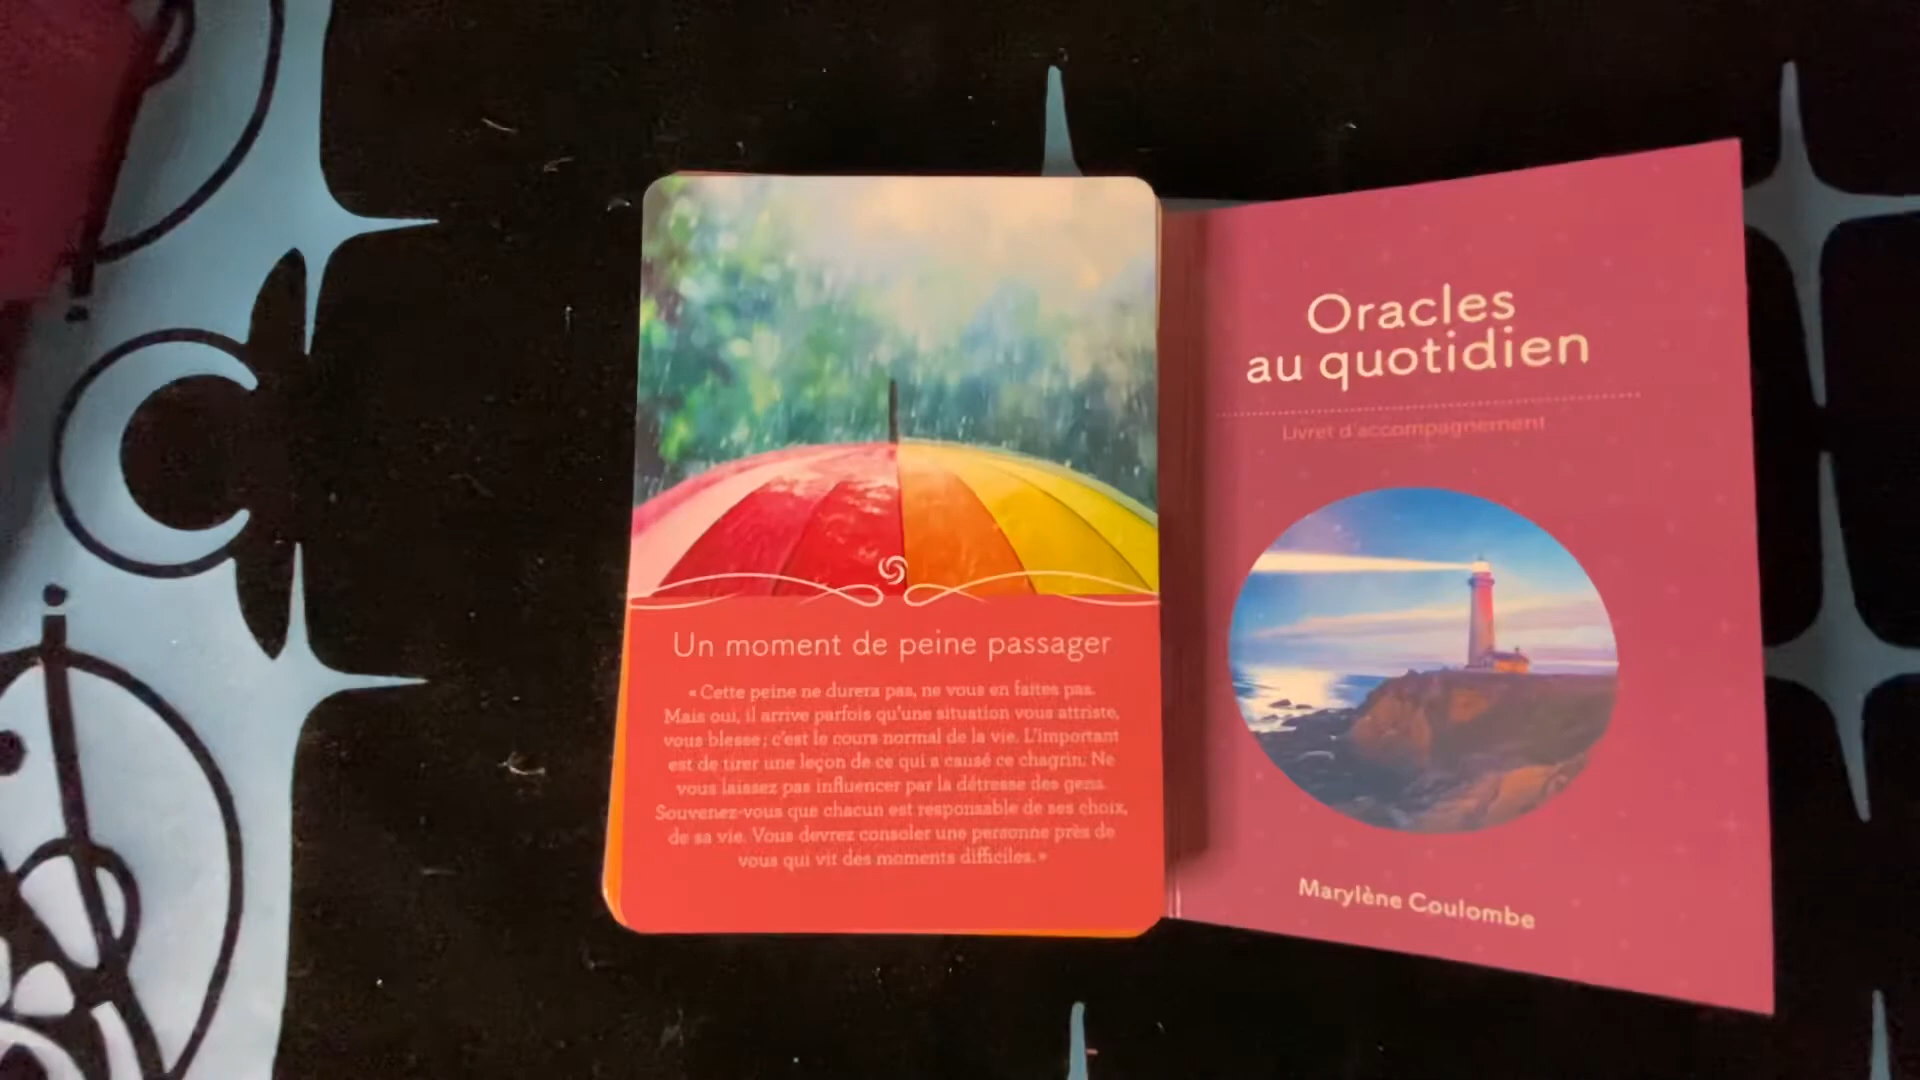 Un moment de peine passager
« Cette peine ne durera pas, ne vous en faites pas.
Mais oui, il arrive parfois qu'une situation vous attriste,
vous blesse ; c'est le cours normal de la vie. L'important
est de tirer une leçon de ce qui a causé ce chagrin. Ne
vous laissez pas influencer par la détresse des gens.
Souvenez-vous que chacun est responsable de ses choix,
de sa vie. Vous devrez consoler une personne près de
vous qui vit des moments difficiles. »
Oracles
au quotidien
Livret d'accompagnement
Marylène Coulombe